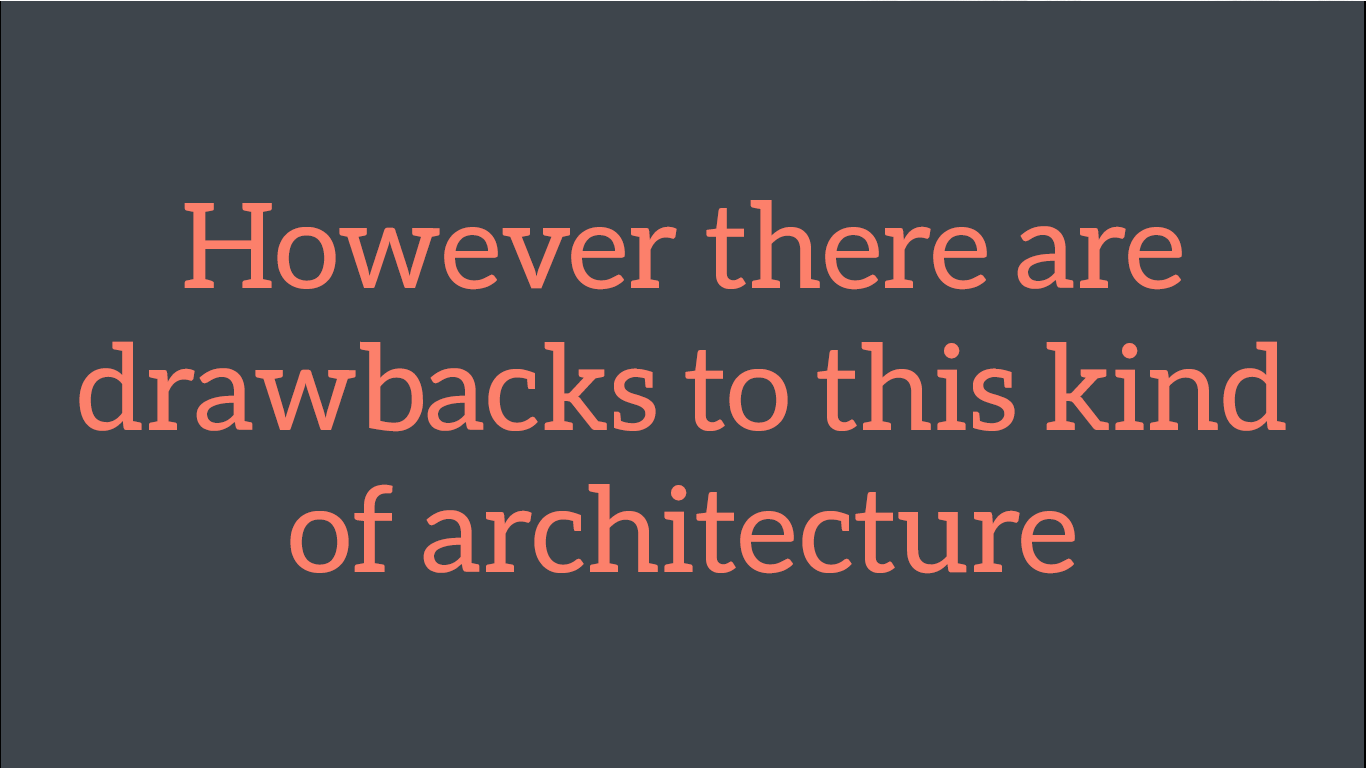 However there are
drawbacks to this kind
of architecture